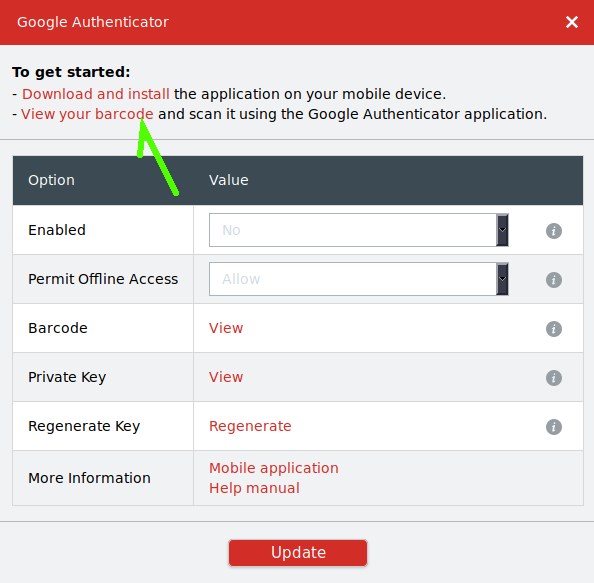 Google Authenticator
To get started:
- Download and install the application on your mobile device.
- View your barcode and scan it using the Google Authenticator application.
Option Value
Enabled No
Permit Offline Access Allow
Barcode View
Private Key View
Regenerate Key Regenerate
More Information Mobile application
Help manual
Update